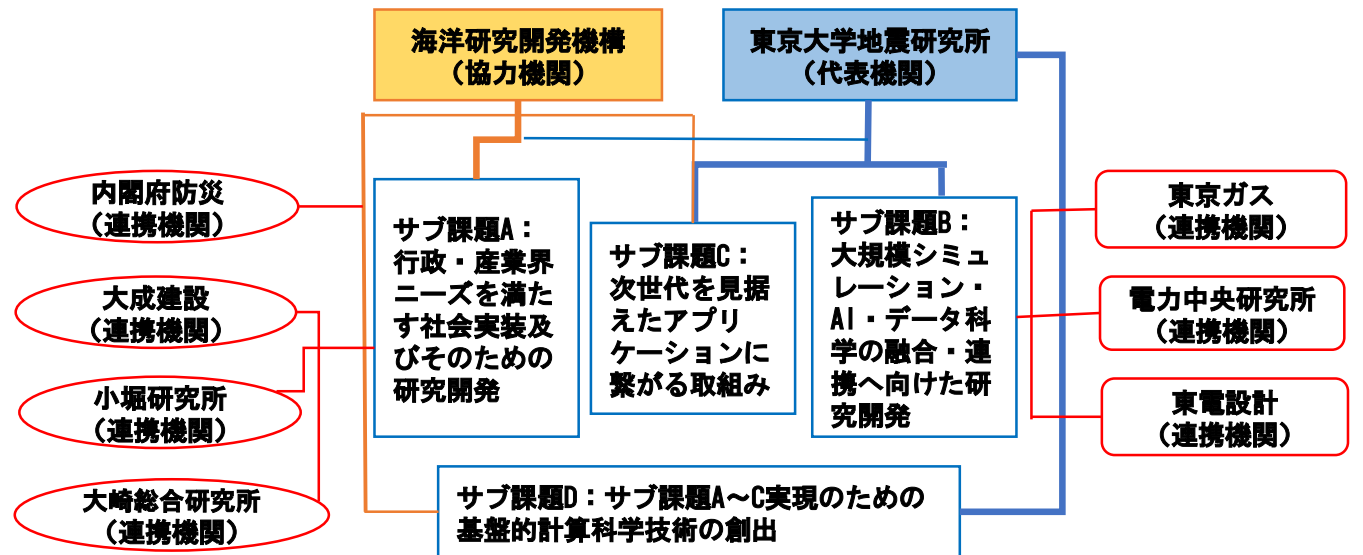 海洋研究開発機構
（協力機関）
東京大学地震研究所
（代表機関）
内閣府防災
（連携機関）
大成建設
（連携機関）
小堀研究所
（連携機関）
大崎総合研究所
（連携機関）
サブ課題A：
行政・産業界
ニーズを満た
す社会実装及
びそのための
研究開発
サブ課題C：
次世代を見据
えたアプリ
ケーションに
繋がる取組み
サブ課題B：
大規模シミュ
レーション・
AI・データ科
学の融合・連
携へ向けた研
究開発
東京ガス
（連携機関）
電力中央研究所
（連携機関）
東電設計
（連携機関）
サブ課題D：サブ課題A～C実現のための
基盤的計算科学技術の創出